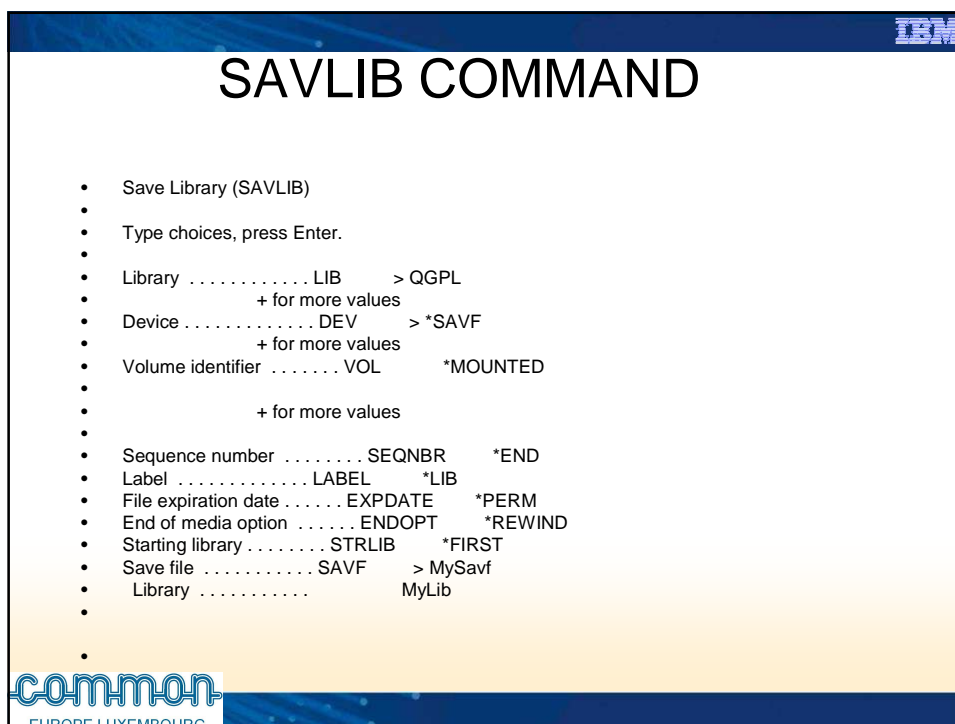 IBM
SAVLIB COMMAND
• Save Library (SAVLIB)
•
• Type choices, press Enter.
•
• Library . . . . . . . . . . . . LIB > QGPL
• + for more values
• Device . . . . . . . . . . . . . DEV > *SAVF
• + for more values
• Volume identifier . . . . . . . VOL *MOUNTED
•
• + for more values
•
• Sequence number . . . . . . . . SEQNBR *END
• Label . . . . . . . . . . . . . LABEL *LIB
• File expiration date . . . . . . EXPDATE *PERM
• End of media option . . . . . . ENDOPT *REWIND
• Starting library . . . . . . . . STRLIB *FIRST
• Save file . . . . . . . . . . . SAVF > MySavf
• Library . . . . . . . . . . . MyLib
•
•
common
EUROPE LUXEMBOURG